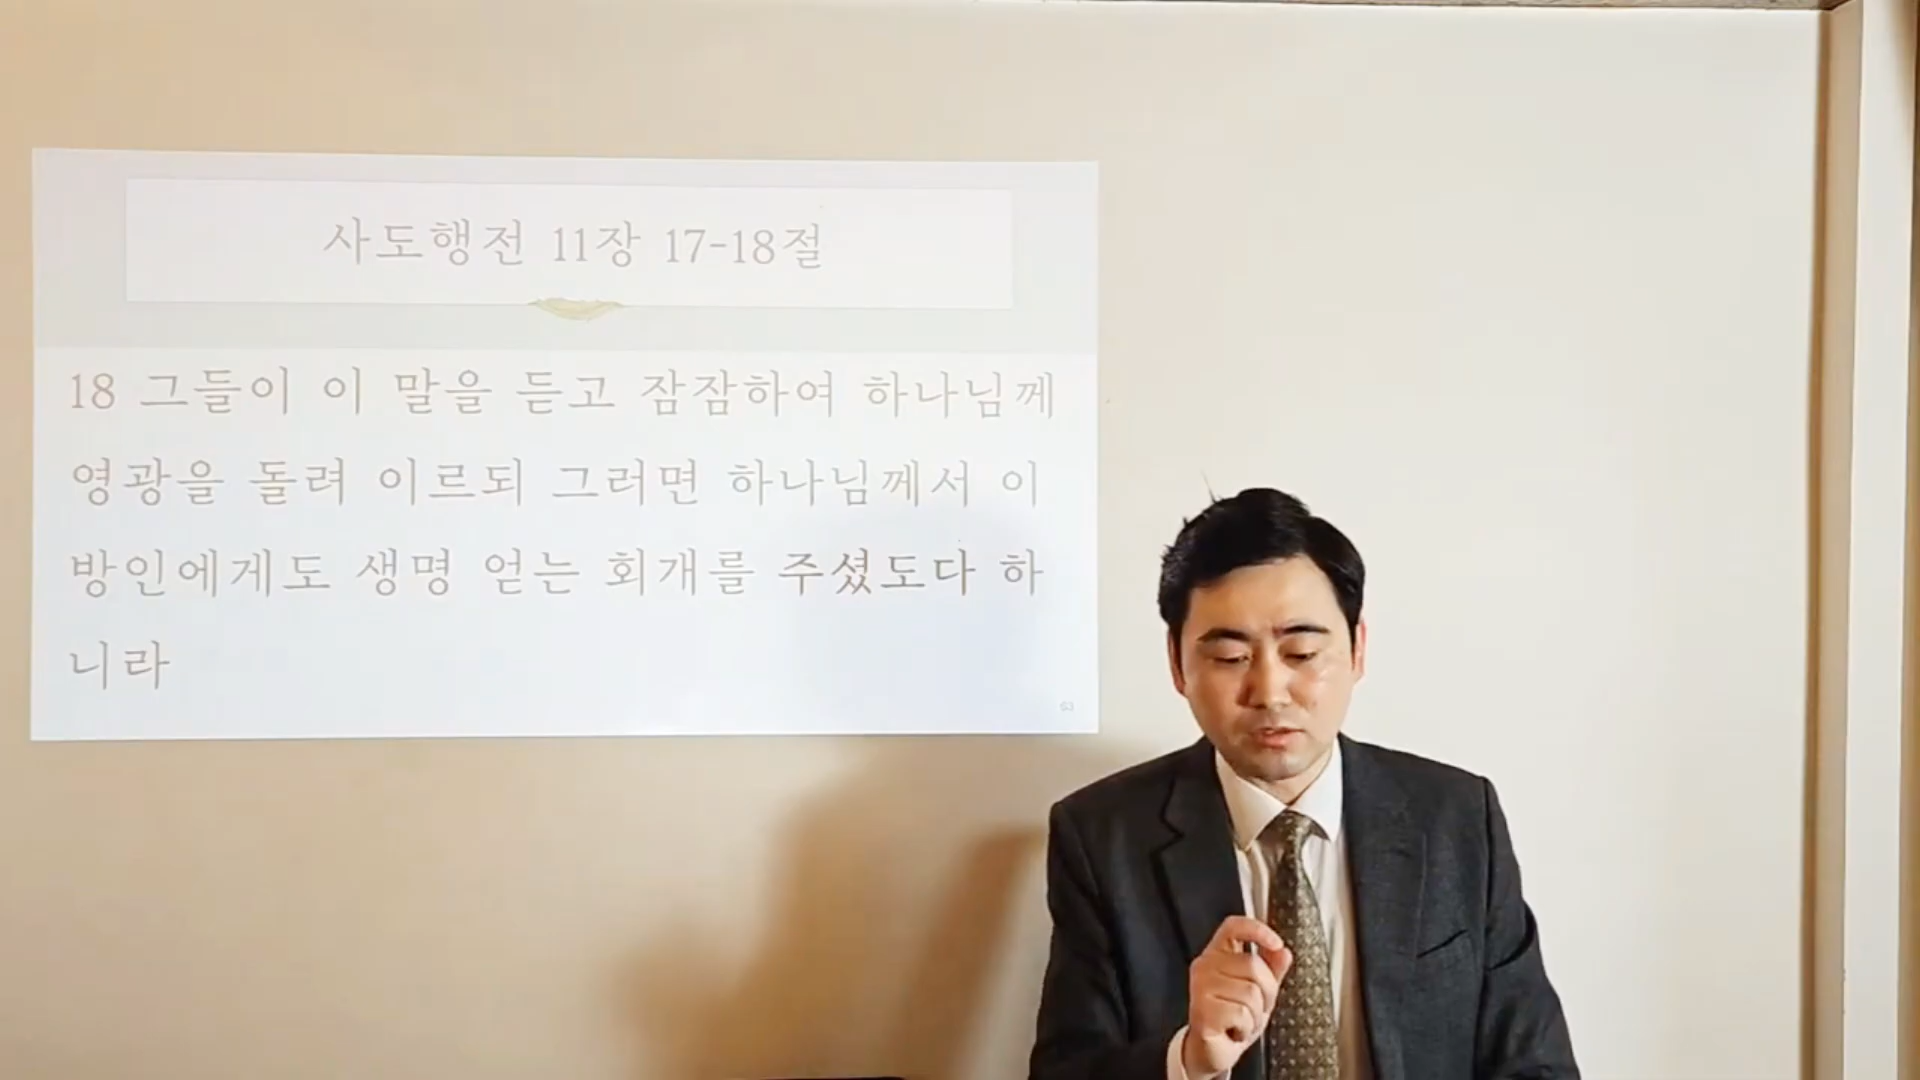 사도행전 11장 17-18절
18 그들이 이 말을 듣고 잠잠하여 하나님께
영광을 돌려 이르되 그러면 하나님께서 이
방인에게도 생명 얻는 회개를 주셨도다 하
니라
53